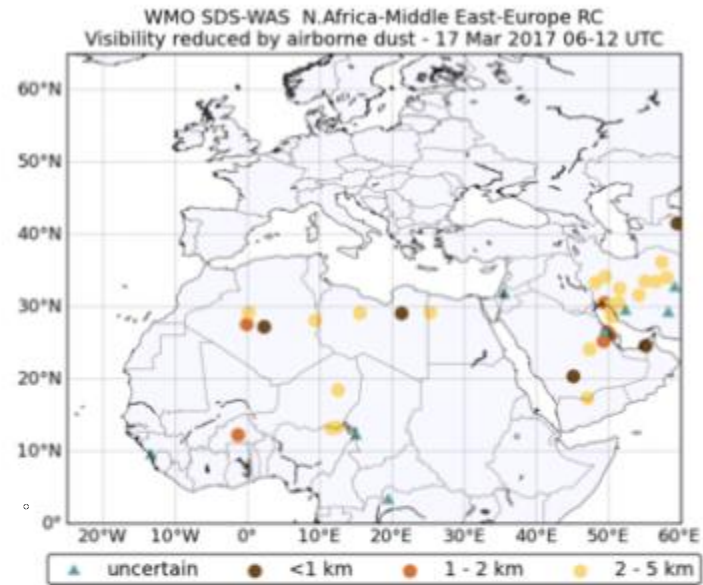 WMO SDS-WAS N.Africa-Middle East-Europe RC
Visibility reduced by airborne dust - 17 Mar 2017 06-12 UTC
60°N
50°N
40°N
30°N
20°N
10°N
0°
20°W 10°W 0° 10°E 20°E 30°E 40°E 50°E 60°E
uncertain <1 km 1 - 2 km 2 - 5 km